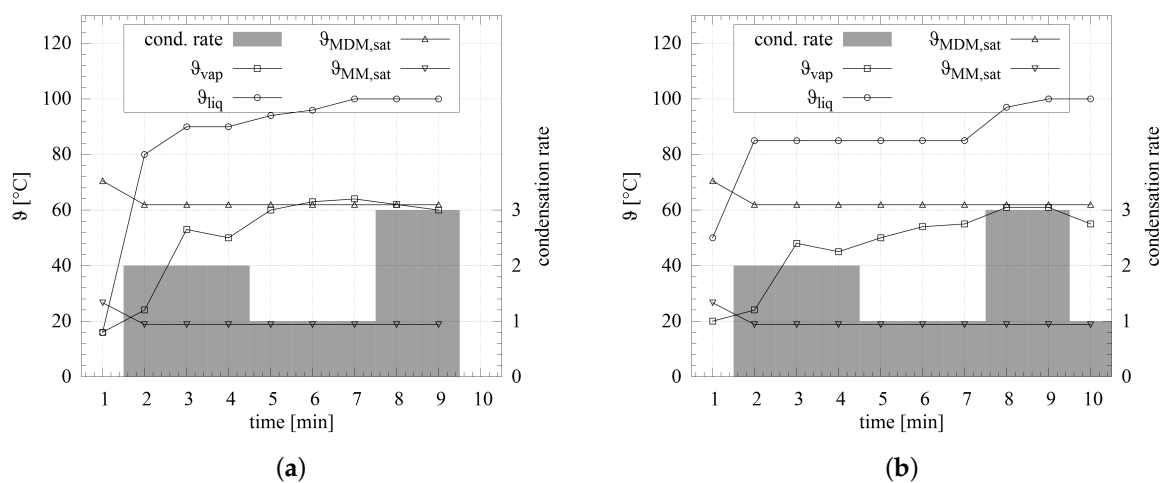 120
100
80
60
40
20
0
ϑ [°C]
cond. rate
ϑvap
ϑliq
ϑMDM,sat
ϑMM,sat
3
2
1
0
condensation rate
1 2 3 4 5 6 7 8 9 10
time [min]
(a)
120
100
80
60
40
20
0
ϑ [°C]
cond. rate
ϑvap
ϑliq
ϑMDM,sat
ϑMM,sat
3
2
1
0
condensation rate
1 2 3 4 5 6 7 8 9 10
time [min]
(b)